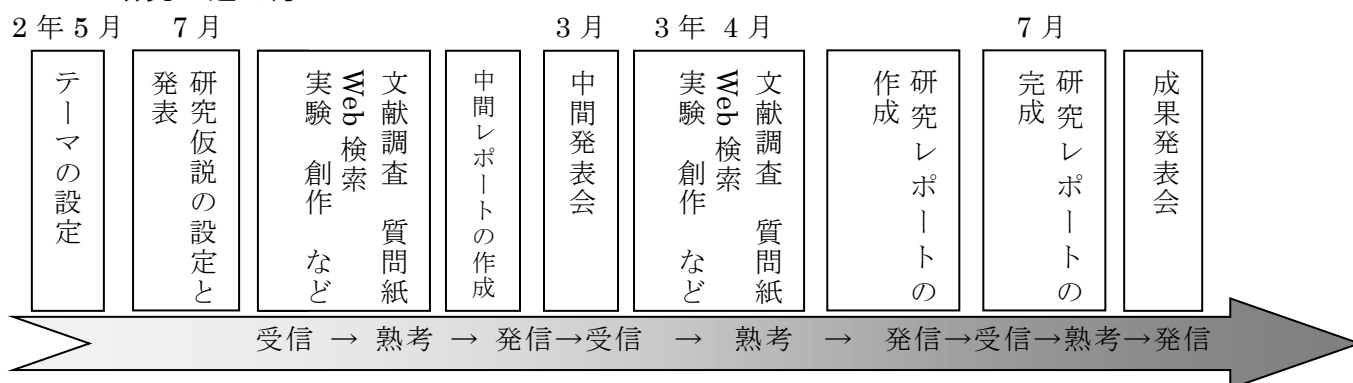 2年5月
7月
3月
3年 4月
7月
テーマの設定
研究仮説の設定と
発表
文献調査 質問紙
Web 検索
実験 創作 など
中間レポートの作成
中間発表会
文献調査 質問紙
Web 検索
実験 創作 など
研究レポートの
作成
研究レポートの
完成
成果発表会
受信 → 熟考 → 発信→受信 → 熟考 → 発信→受信→熟考→発信